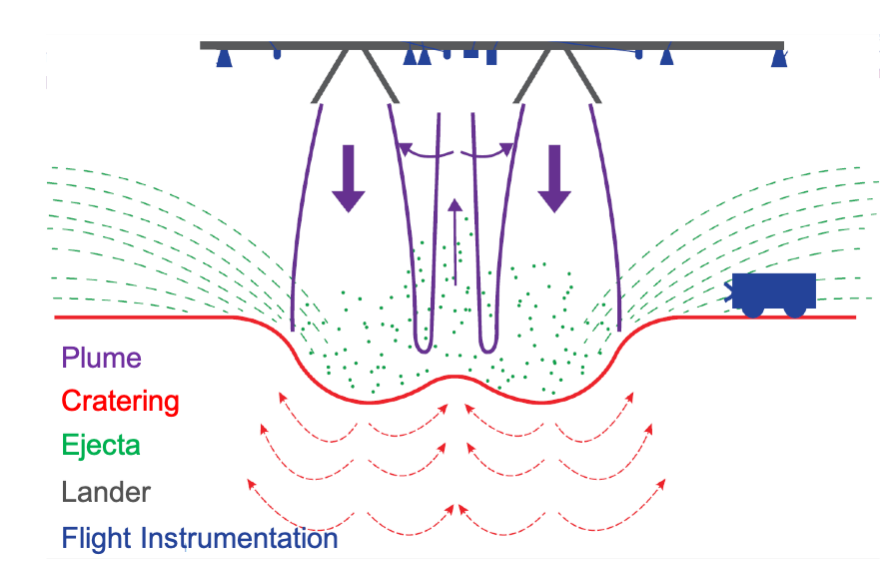 Plume
Cratering
Ejecta
Lander
Flight Instrumentation